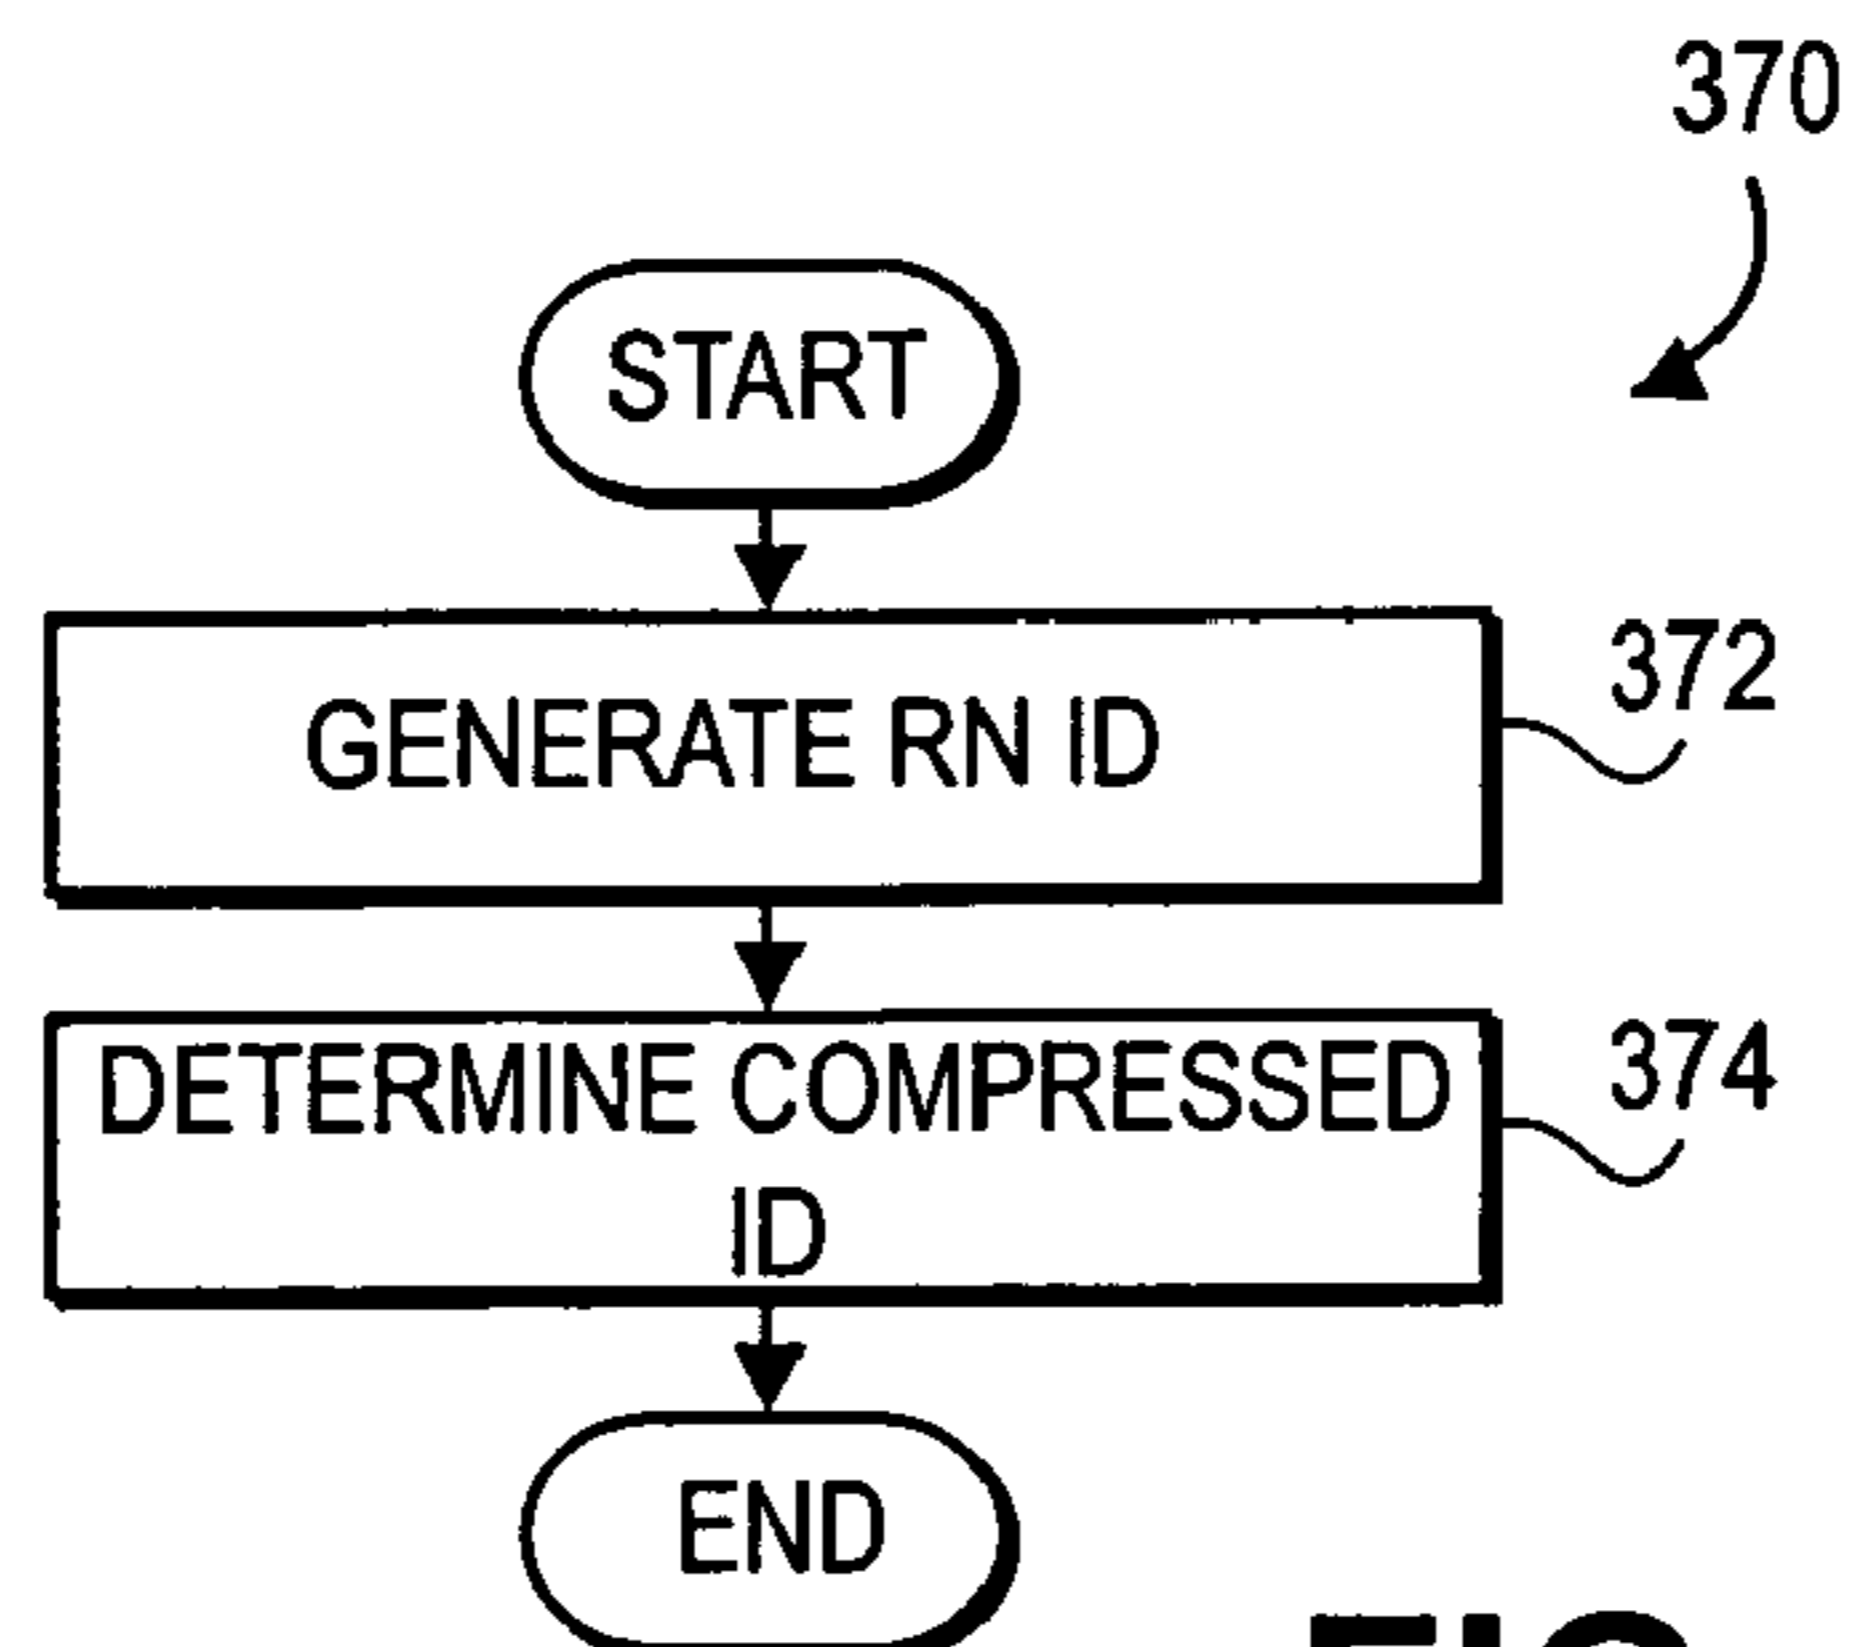 370
START
GENERATE RN ID
372
DETERMINE COMPRESSED
ID
374
END